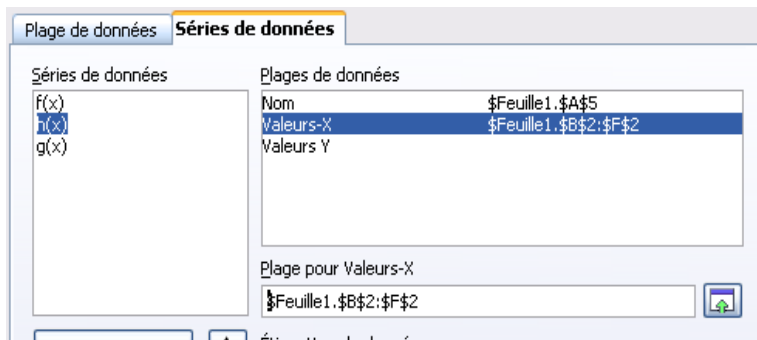 Plage de données Séries de données
Séries de données
f(x)
h(x)
g(x)
Plages de données
Nom $Feuille1.$A$5
Valeurs-X $Feuille1.$B$2:$F$2
Valeurs Y
Plage pour Valeurs-X
$Feuille1.$B$2:$F$2